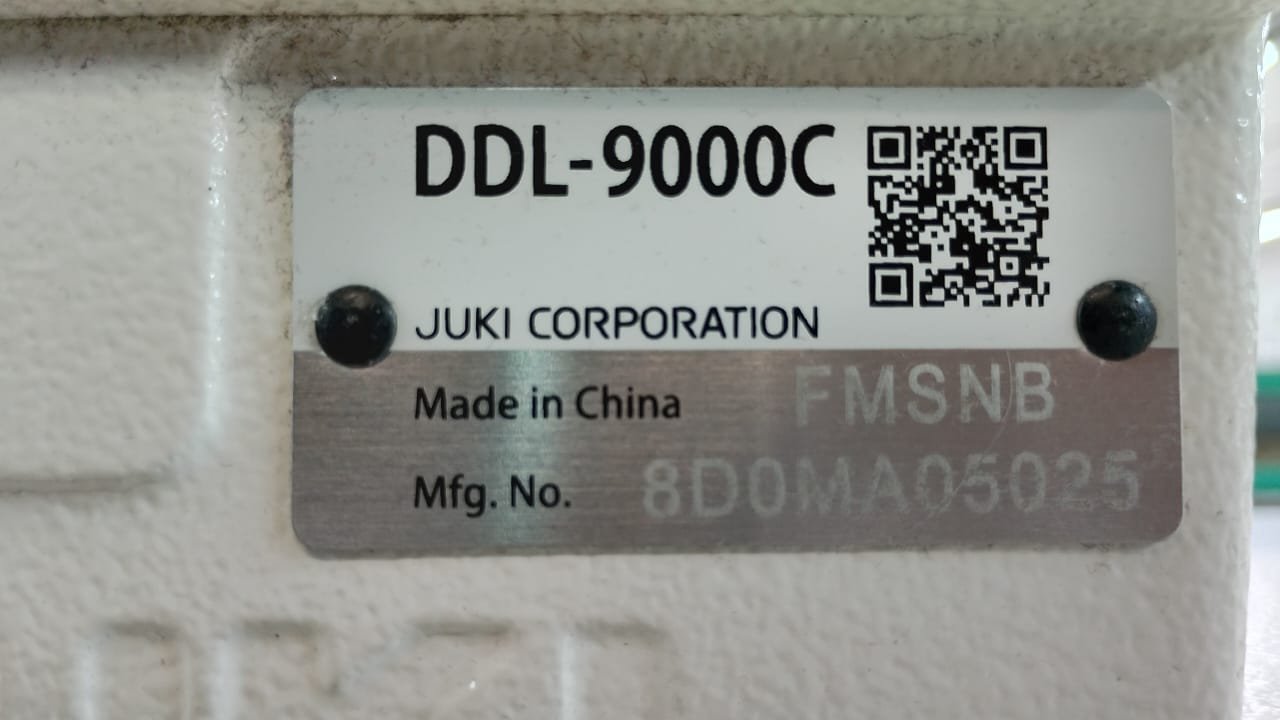 DDL-9000C
JUKI CORPORATION
Made in China FMSNB
Mfg. No. 8D0MA05025